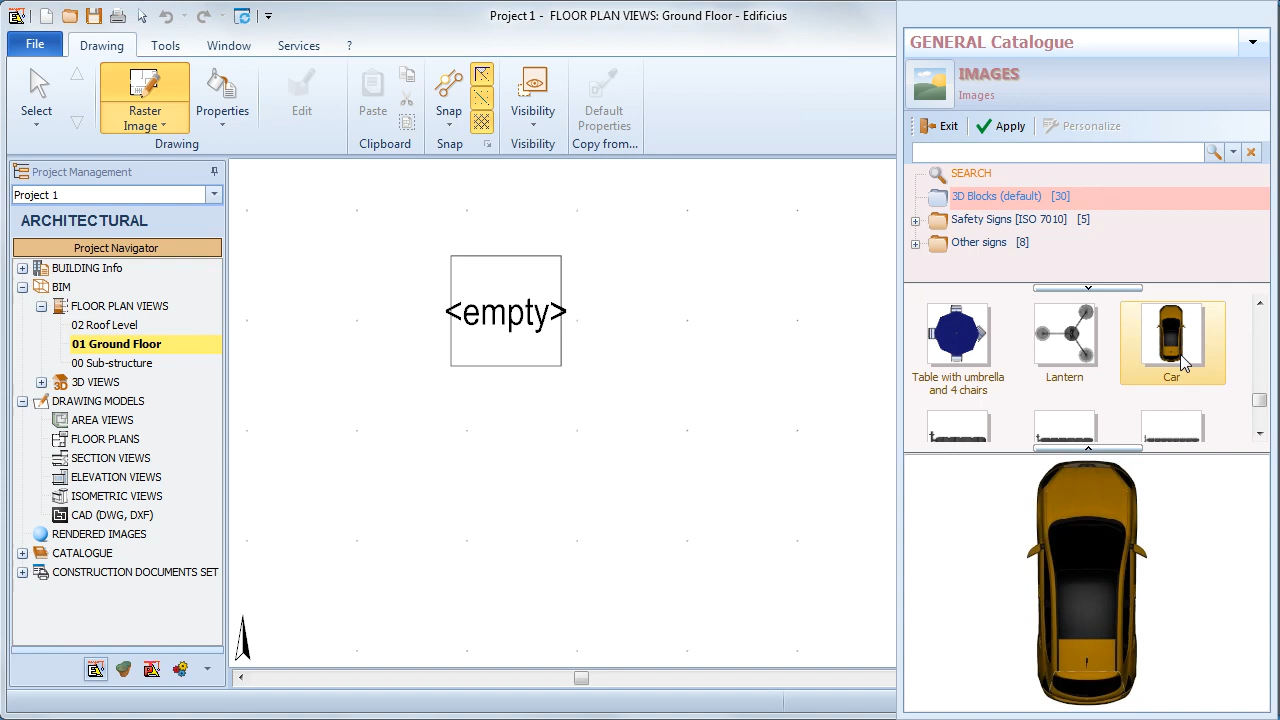 Project 1 - FLOOR PLAN VIEWS: Ground Floor - Edificius
File
Drawing
Tools
Window
Services
?
Select
Raster
Image
Properties
Edit
Drawing
Paste
Clipboard
Snap
Snap
Visibility
Visibility
Default
Properties
Copy from...
Project Management
Project 1
ARCHITECTURAL
Project Navigator
BUILDING Info
BIM
FLOOR PLAN VIEWS
02 Roof Level
01 Ground Floor
00 Sub-structure
3D VIEWS
DRAWING MODELS
AREA VIEWS
FLOOR PLANS
SECTION VIEWS
ELEVATION VIEWS
ISOMETRIC VIEWS
CAD (DWG, DXF)
RENDERED IMAGES
CATALOGUE
CONSTRUCTION DOCUMENTS SET
<empty>
GENERAL Catalogue
IMAGES
Images
Exit
Apply
Personalize
SEARCH
3D Blocks (default) [30]
Safety Signs [ISO 7010] [5]
Other signs [8]
Table with umbrella
and 4 chairs
Lantern
Car